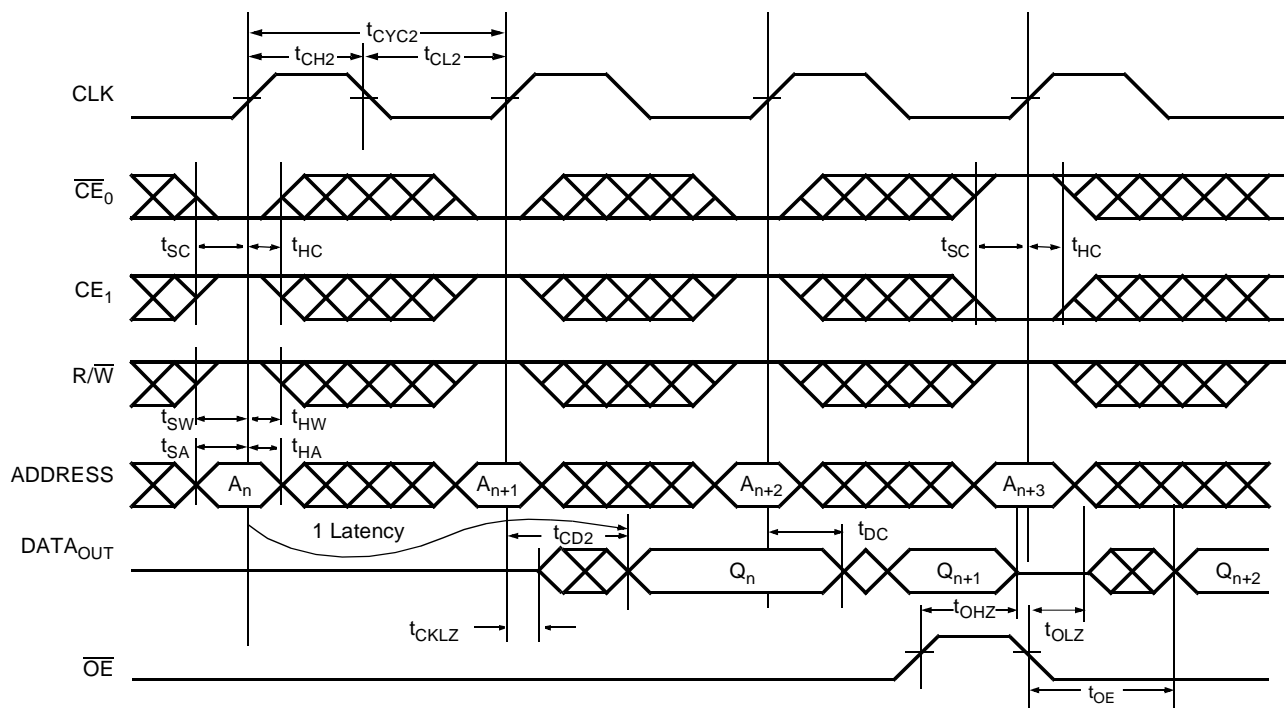 tCYC2
tCH2 tCL2
CLK
CE0
tSC tHC tSC tHC
CE1
R/W
tSW tHW
tSA tHA
ADDRESS An An+1 An+2 An+3
1 Latency tCD2 tDC
DATAOUT Qn Qn+1 Qn+2
tOHZ
tCKLZ tOLZ
OE
tOE